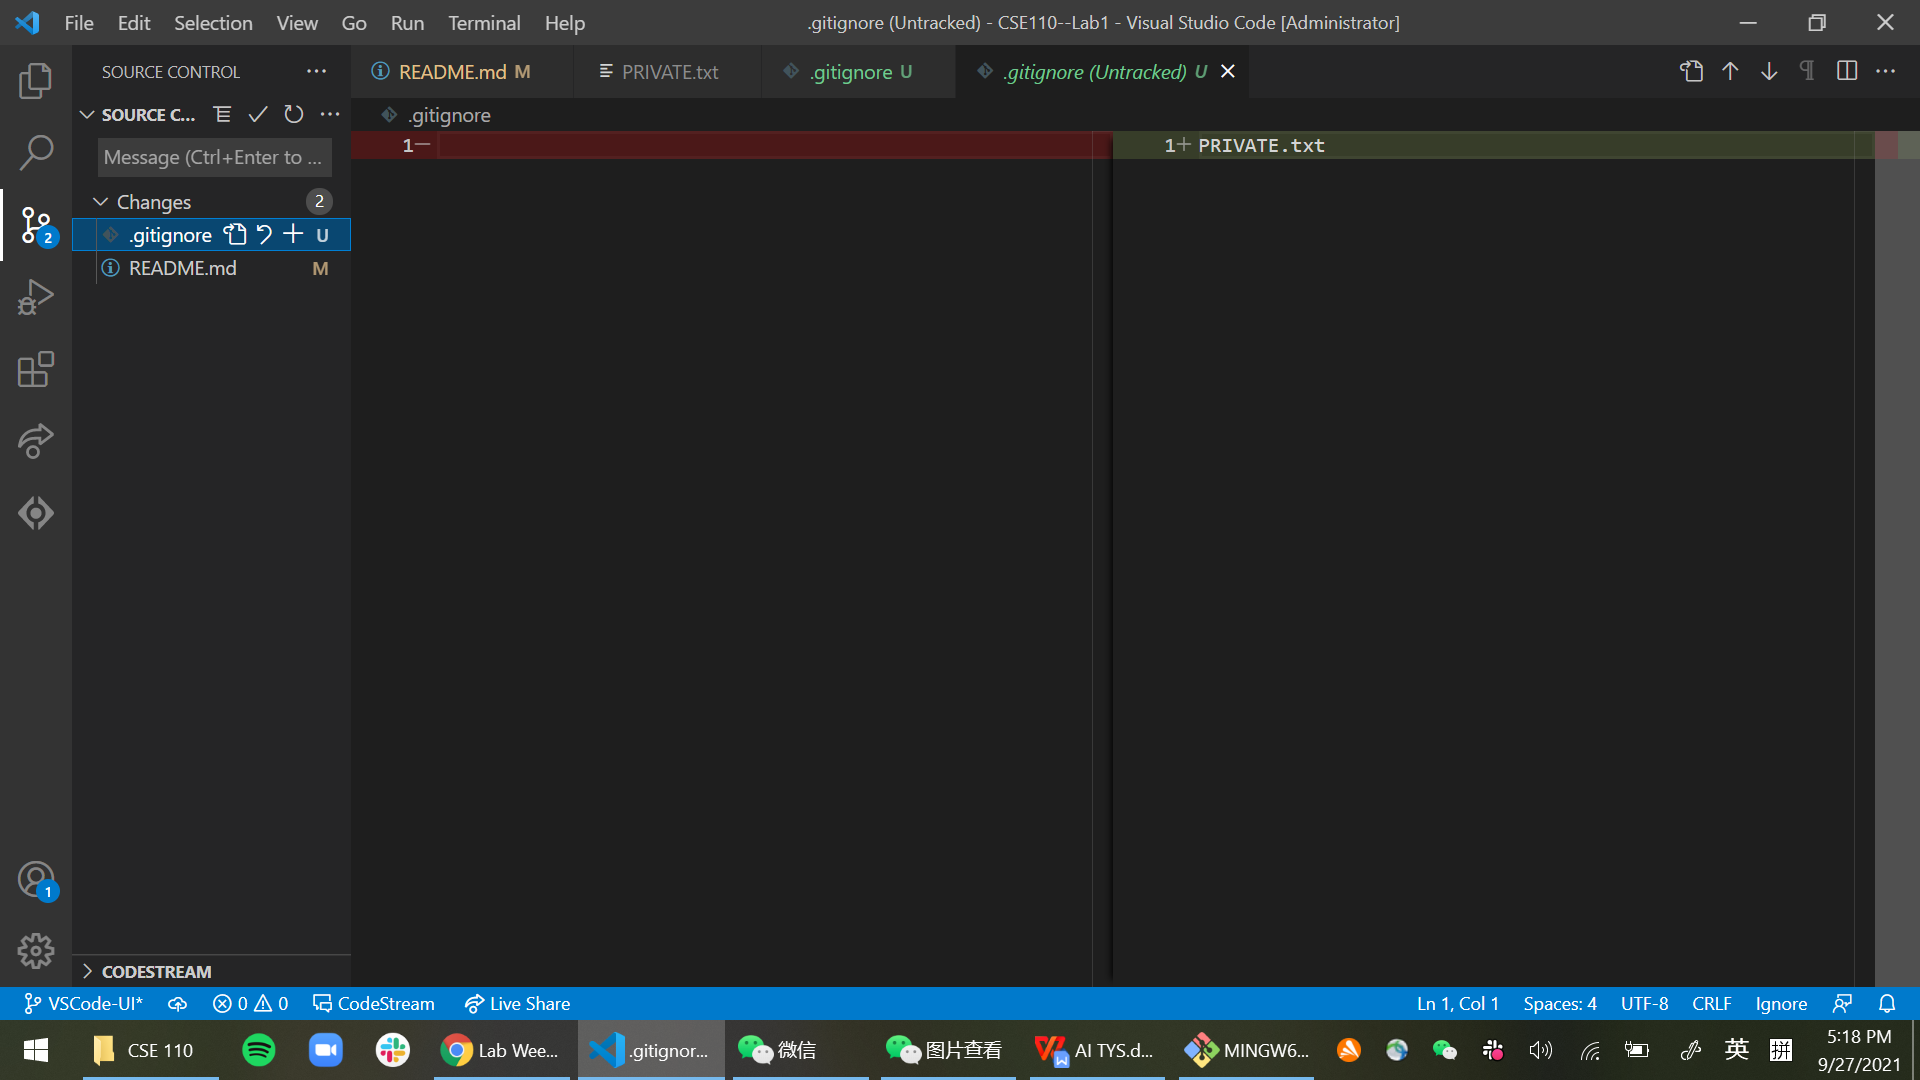 File Edit Selection View Go Run Terminal Help
.gitignore (Untracked) - CSE110--Lab1 - Visual Studio Code [Administrator]
SOURCE CONTROL
README.md M
PRIVATE.txt
.gitignore U
.gitignore (Untracked) U
SOURCE C...
.gitignore
Message (Ctrl+Enter to ...
1
1 + PRIVATE.txt
Changes 2
.gitignore U
README.md M
2
1
CODESTREAM
VSCode-UI* 0 0 CodeStream Live Share
Ln 1, Col 1 Spaces: 4 UTF-8 CRLF Ignore
CSE 110
Lab Wee...
.gitignor...
微信
图片查看
AI TYS.d...
MINGW6...
英
拼
5:18 PM
9/27/2021